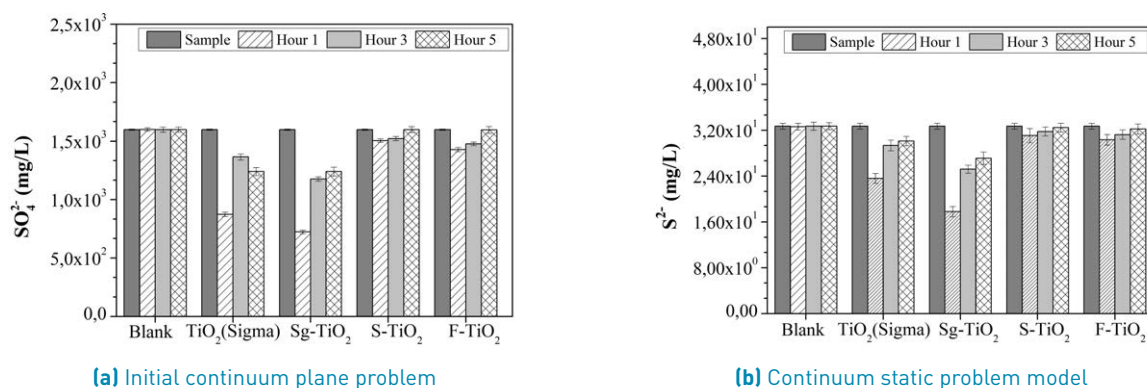 2,5x10³
2,0x10³
1,5x10³
1,0x10³
5,0x10²
0,0
SO₄²⁻ (mg/L)
Sample Hour 1 Hour 3 Hour 5
Blank TiO₂(Sigma) Sg-TiO₂ S-TiO₂ F-TiO₂
(a) Initial continuum plane problem
4,80x10¹
4,00x10¹
3,20x10¹
2,40x10¹
1,60x10¹
8,00x10⁰
0,00
S²⁻ (mg/L)
Sample Hour 1 Hour 3 Hour 5
Blank TiO₂(Sigma) Sg-TiO₂ S-TiO₂ F-TiO₂
(b) Continuum static problem model